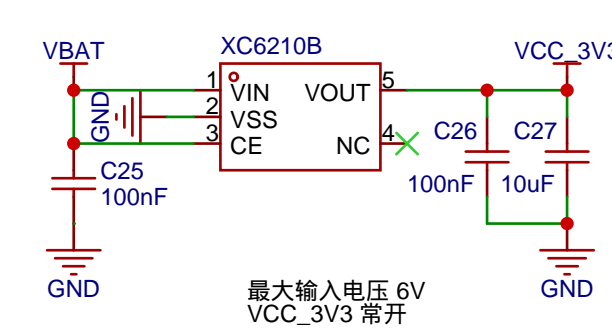 VBAT
XC6210B
VCC_3V3
1
VIN
VOUT
5
GND
2
VSS
3
CE
NC
4
C26
C27
C25
100nF
100nF
10uF
GND
GND
最大输入电压 6V
VCC_3V3 常开